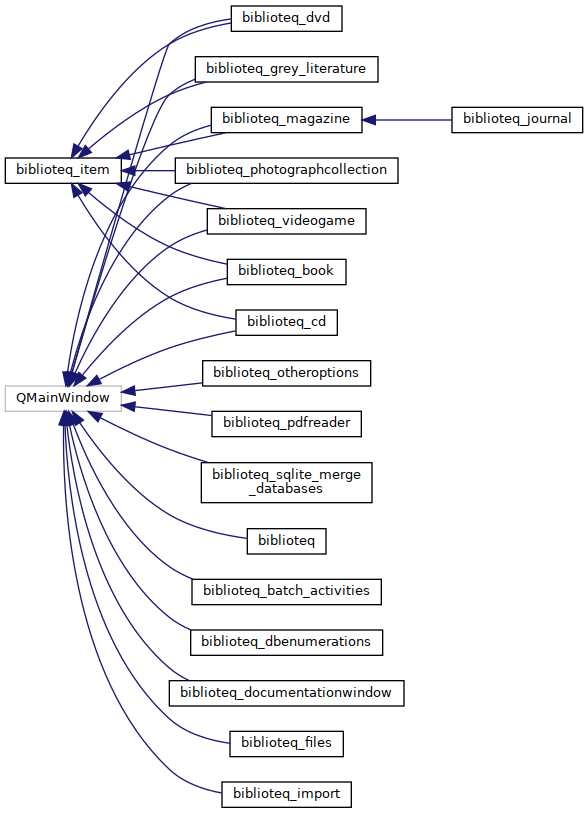 biblioteq_dvd
biblioteq_grey_literature
biblioteq_magazine
biblioteq_journal
biblioteq_item
biblioteq_photographcollection
biblioteq_videogame
biblioteq_book
biblioteq_cd
biblioteq_otheroptions
QMainWindow
biblioteq_pdfreader
biblioteq_sqlite_merge
_databases
biblioteq
biblioteq_batch_activities
biblioteq_dbenumerations
biblioteq_documentationwindow
biblioteq_files
biblioteq_import